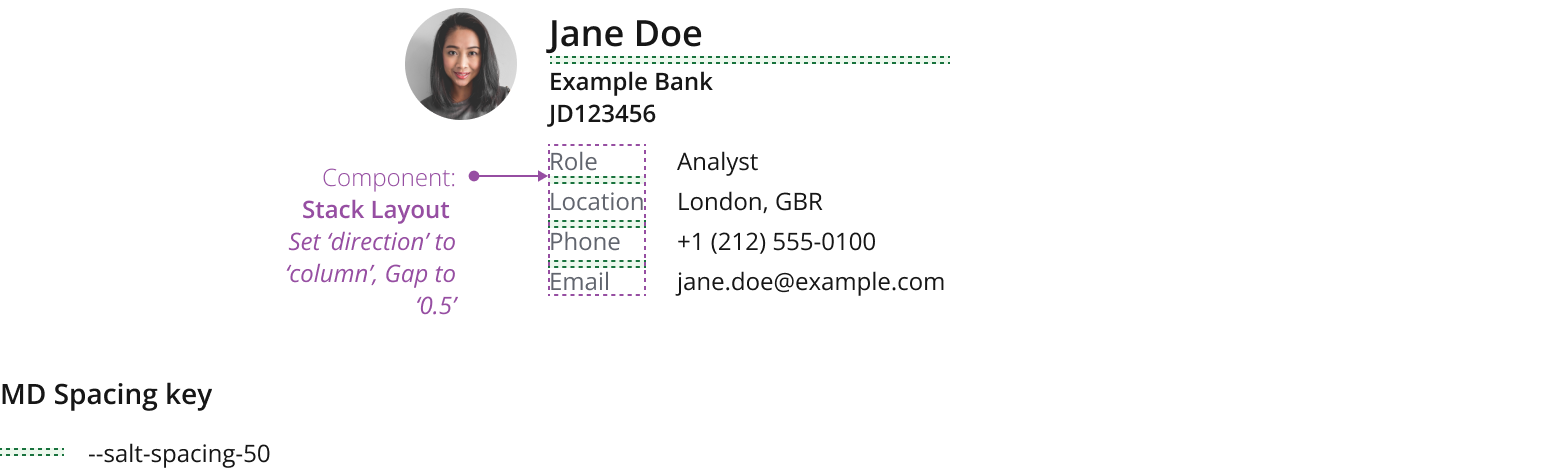 Jane Doe
Example Bank
JD123456
Role Analyst
Location London, GBR
Phone +1 (212) 555-0100
Email jane.doe@example.com
Component:
Stack Layout
Set ‘direction’ to
‘column’, Gap to
‘0.5’
MD Spacing key
--salt-spacing-50